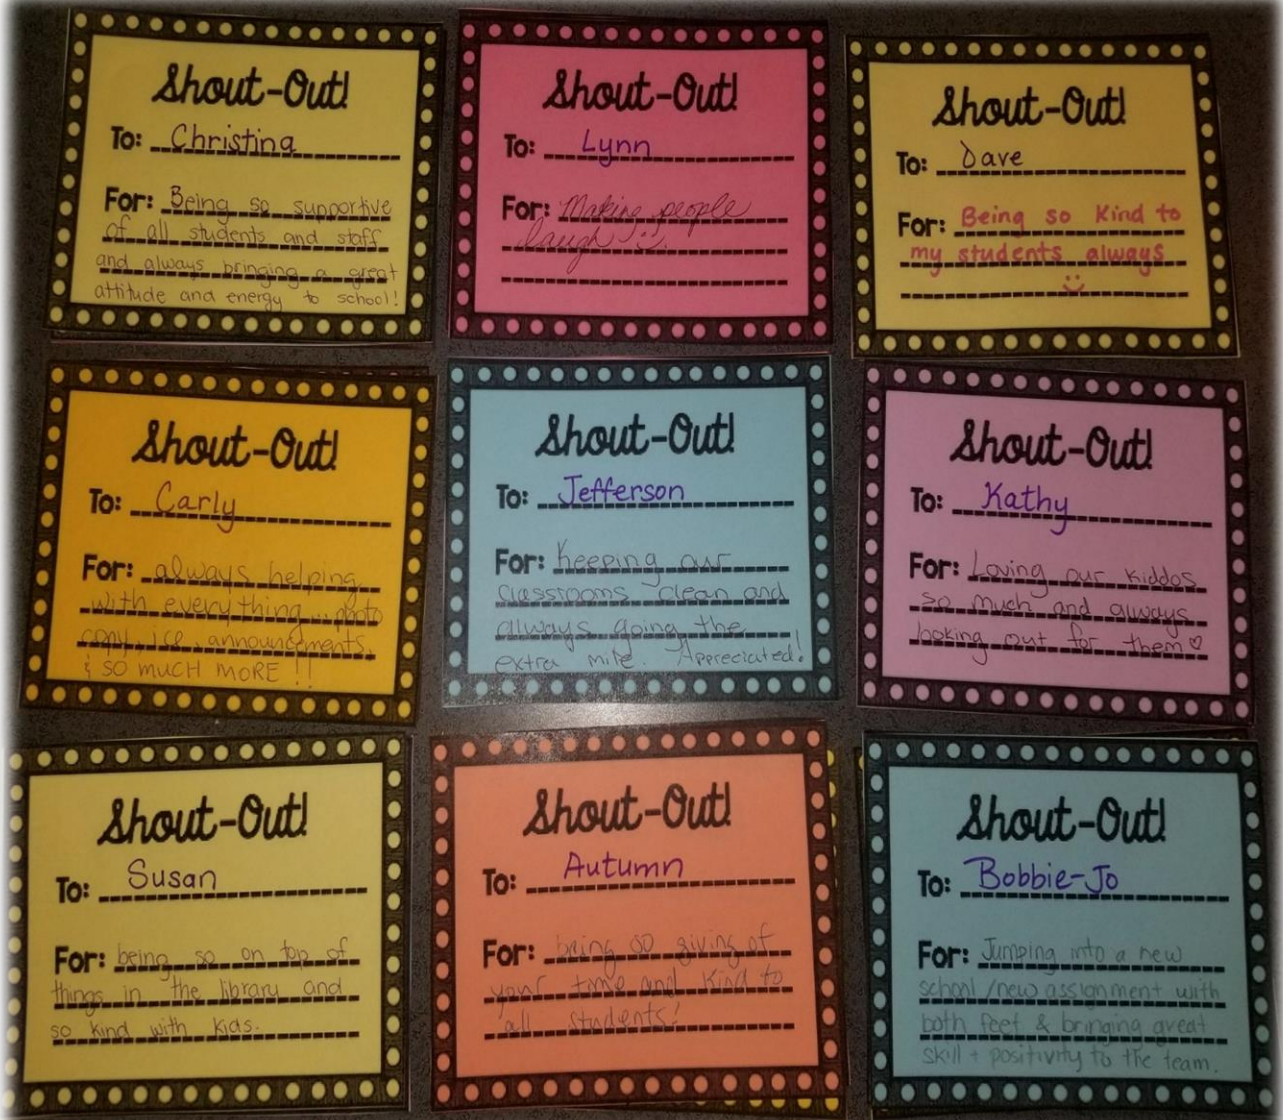 Shout-Out!
To: Christina
For: Being so supportive
of all students and staff
and always bringing a great
attitude and energy to school!
Shout-Out!
To: Lynn
For: Making people
laugh :)
Shout-Out!
To: Dave
For: Being so kind to
my students always
Shout-Out!
To: Carly
For: always helping
with everything...photo
copy, ice, announcements,
& SO MUCH MORE!!
Shout-Out!
To: Jefferson
For: Keeping our
classrooms clean and
always going the
extra mile. Appreciated!
Shout-Out!
To: Kathy
For: Loving our kiddos
so much and always
looking out for them♡
Shout-Out!
To: Susan
For: being so on top of
things in the library and
so kind with kids.
Shout-Out!
To: Autumn
For: being so giving of
your time and kind to
all students!
Shout-Out!
To: Bobbie-Jo
For: Jumping into a new
school/new assignment with
both feet & bringing great
skill + positivity to the team.